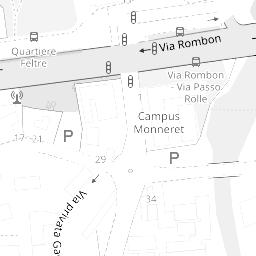 Via Rombon
Quartiere
Feltre
Via Rombon
- Via Passo
Rolle
1
Campus
Monneret
17-21
P
29
P
Via privata Ga
34